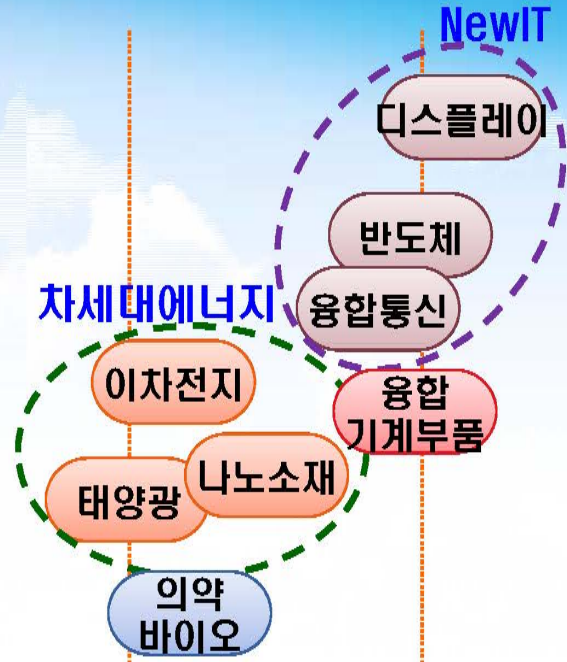 NewIT
디스플레이
반도체
융합통신
차세대에너지
이차전지
융합
기계부품
나노소재
태양광
의약
바이오